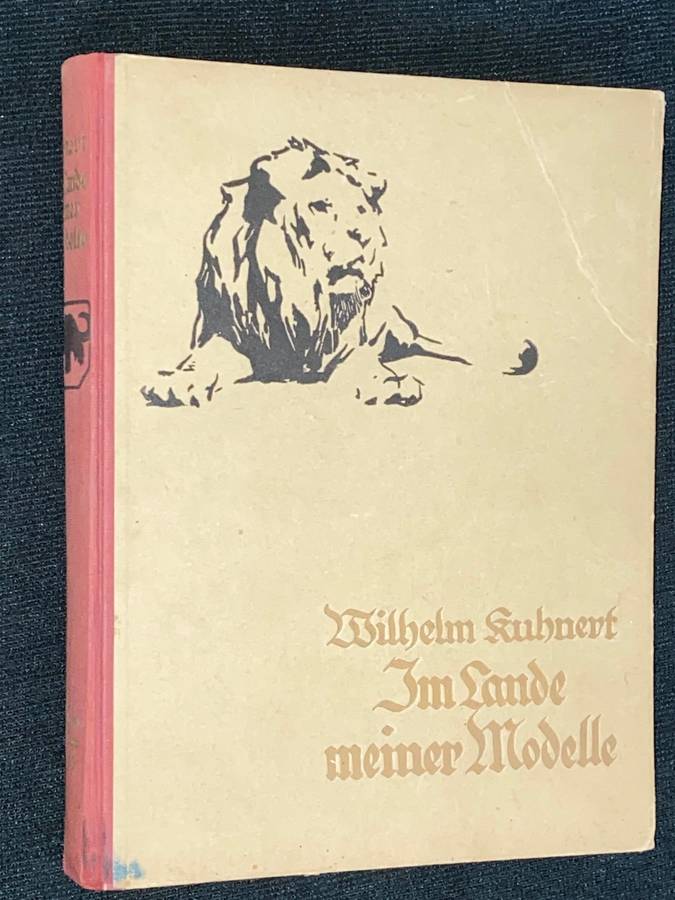 Wilhelm Kuhnert
Im Lande
meiner Modelle